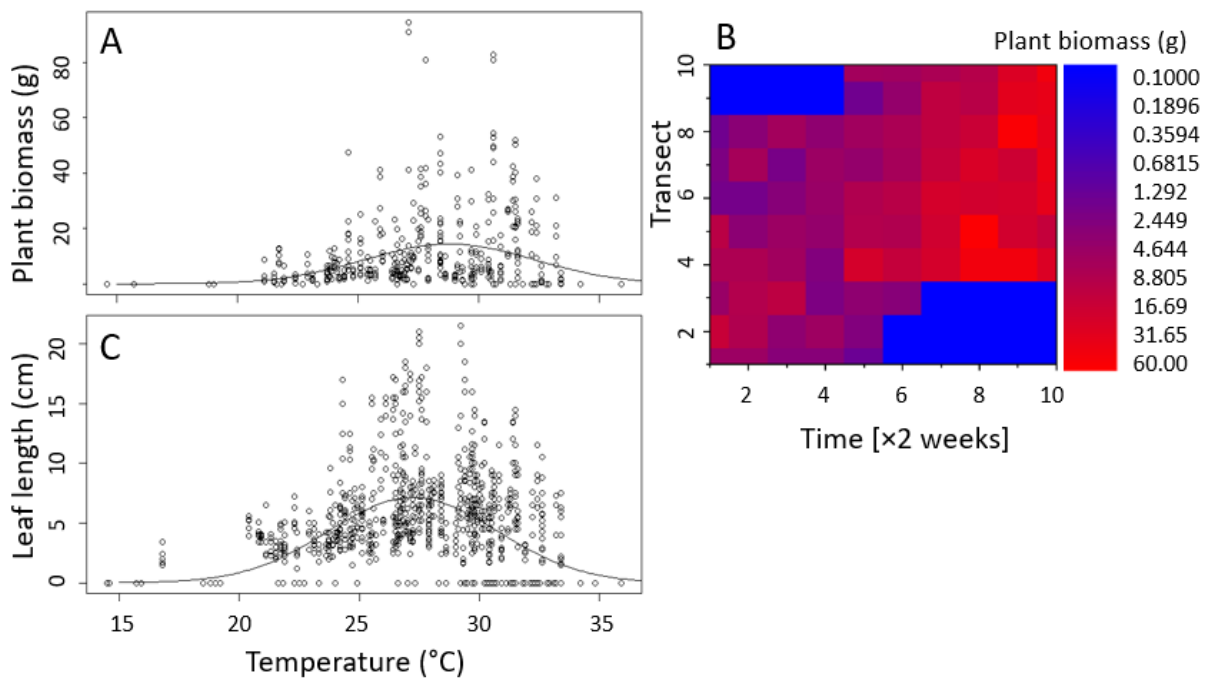 A
Plant biomass (g)
80
60
40
20
C
Leaf length (cm)
20
15
10
5
0
15 20 25 30 35
Temperature (°C)
B
Plant biomass (g)
Transect
10
8
6
4
2
2 4 6 8 10
Time [×2 weeks]
0.1000
0.1896
0.3594
0.6815
1.292
2.449
4.644
8.805
16.69
31.65
60.00